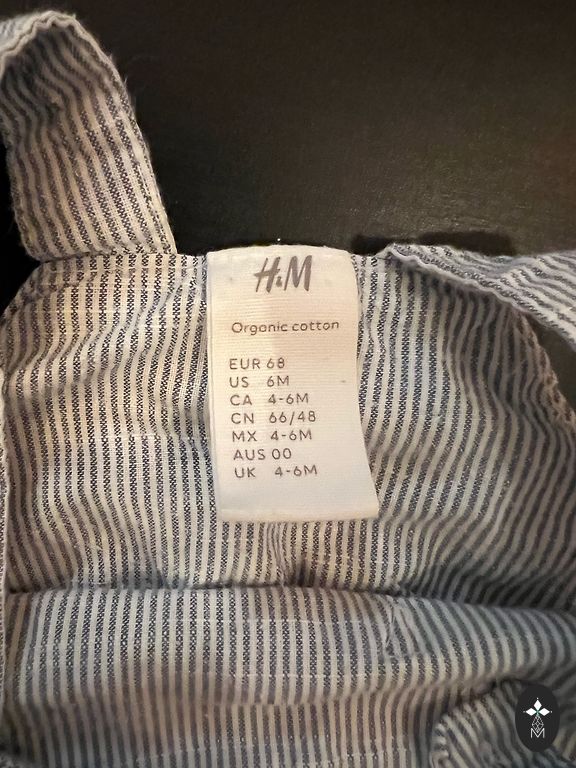 H&M
Organic cotton
EUR 68
US 6M
CA 4-6M
CN 66/48
MX 4-6M
AUS 00
UK 4-6M
M